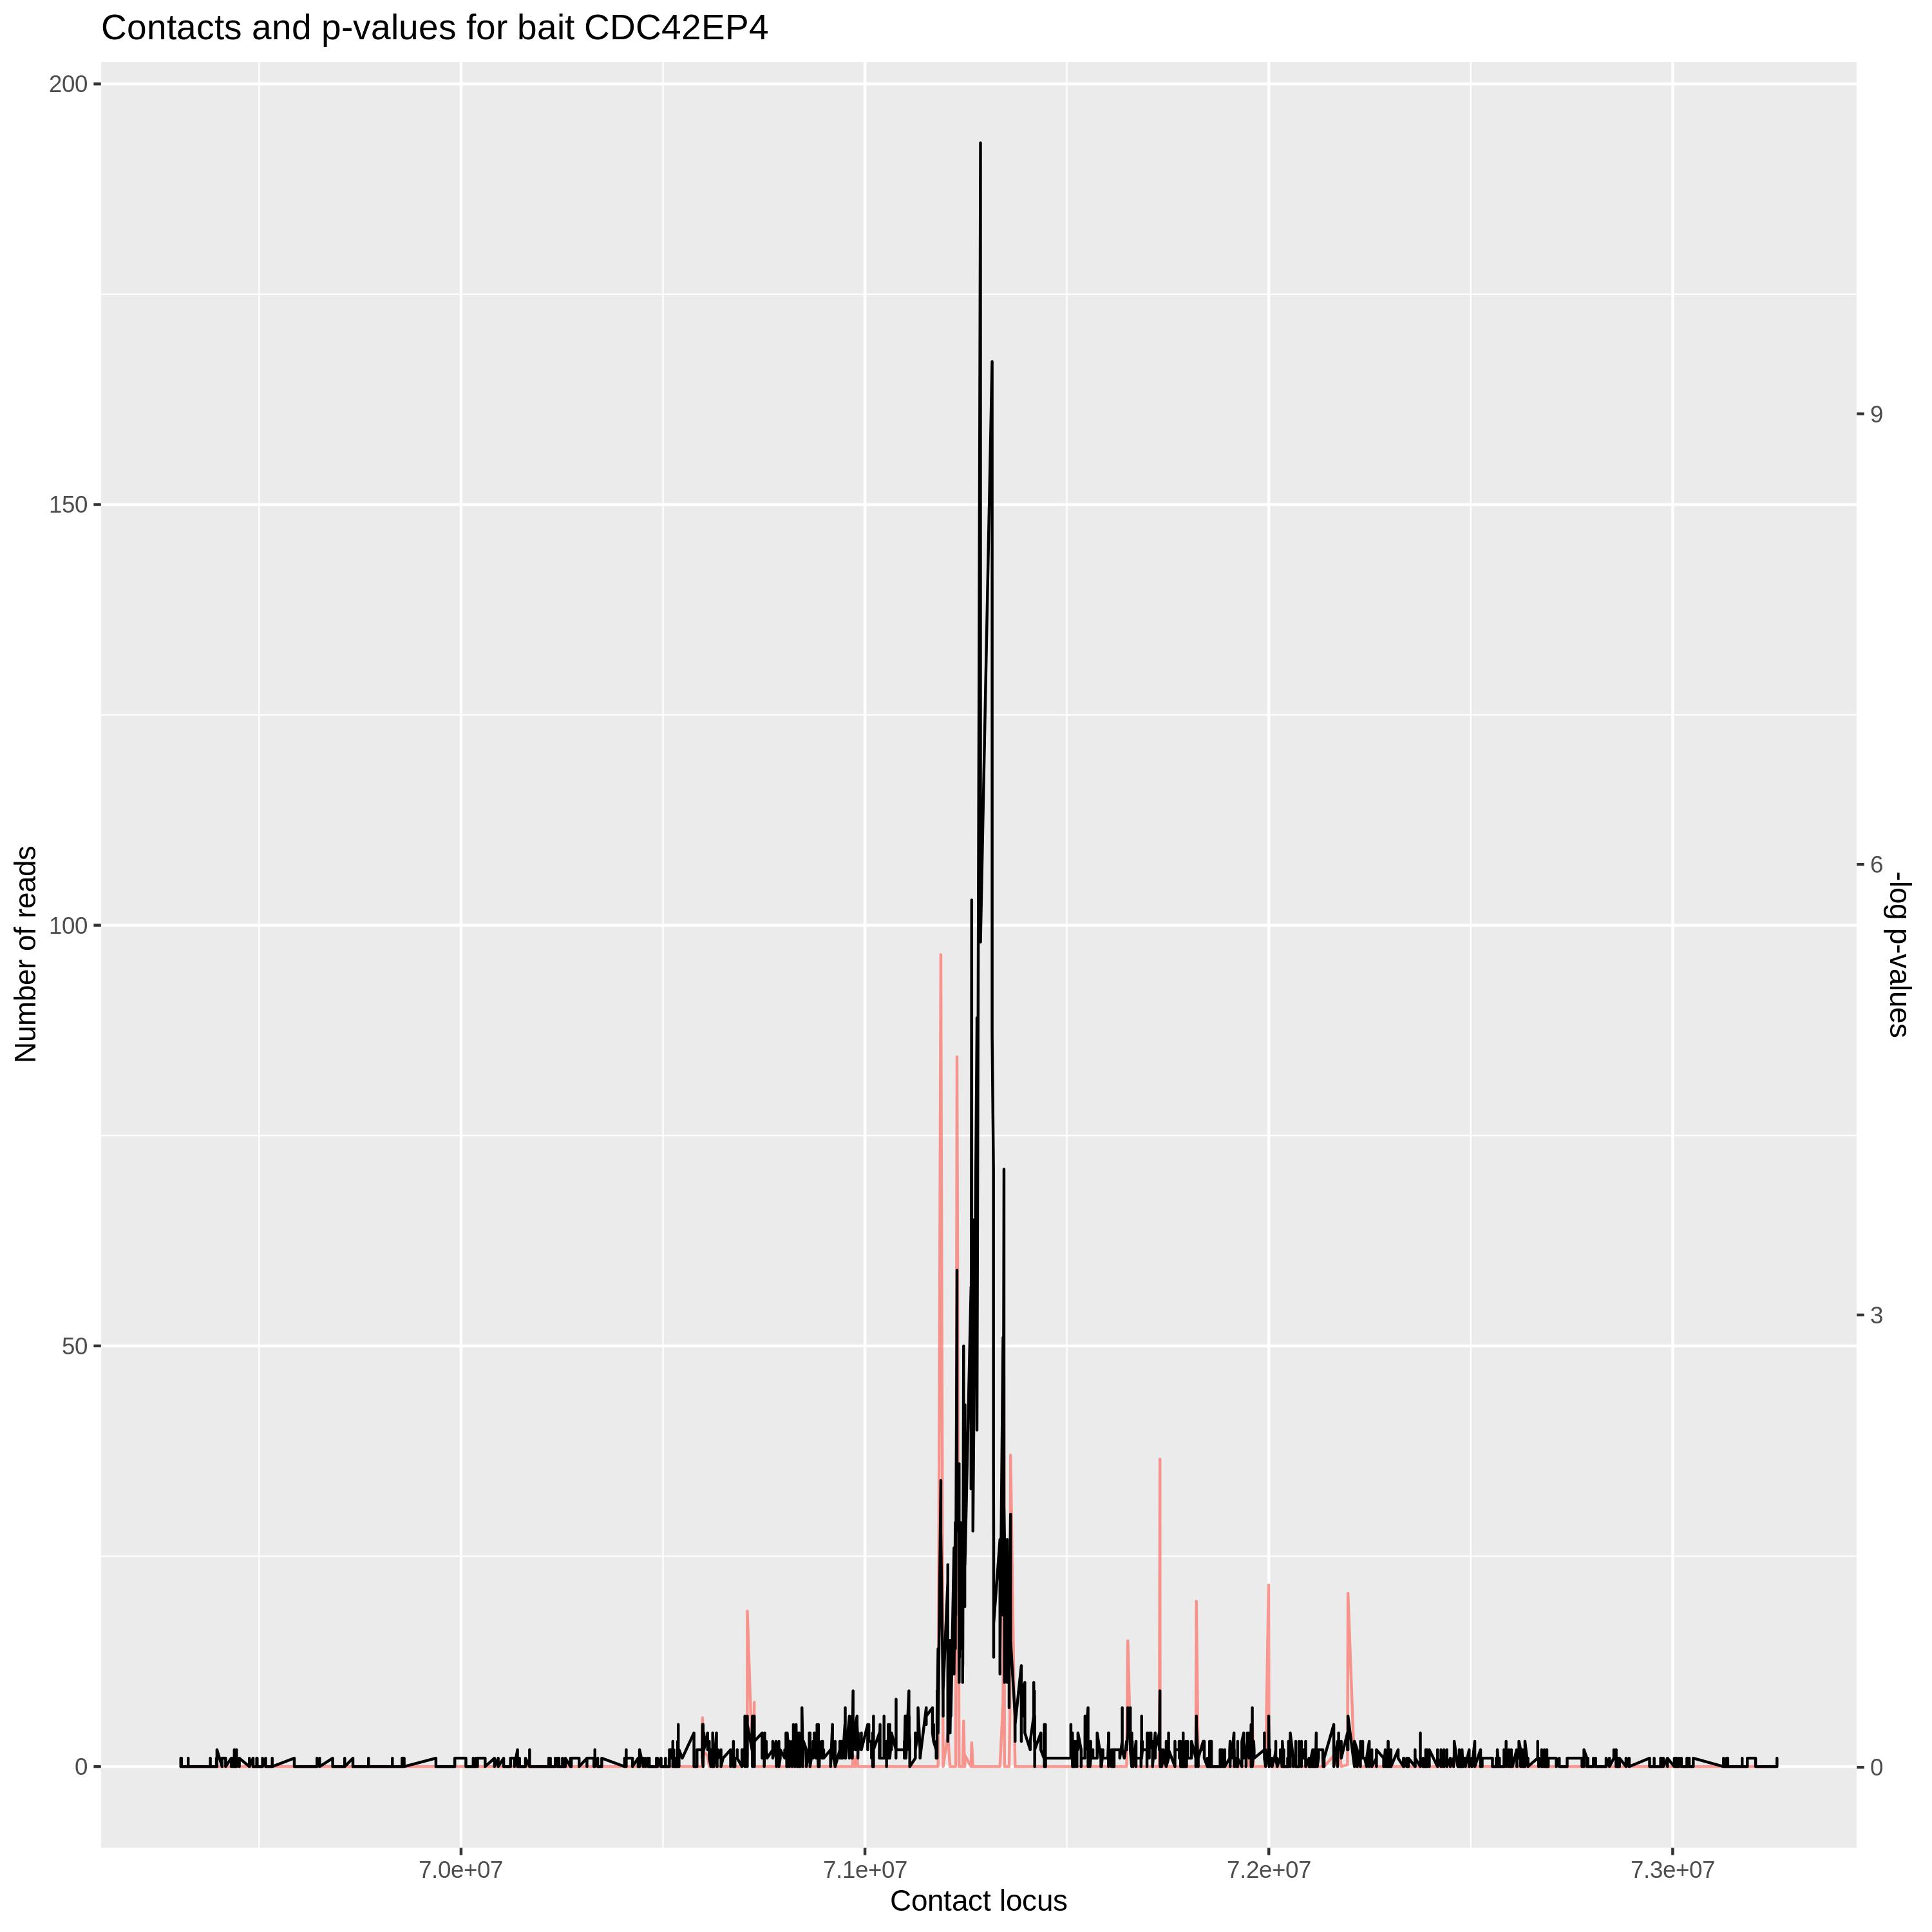 Contacts and p-values for bait CDC42EP4
200
150
100
50
0
Number of reads
9
6
3
0
-log p-values
7.0e+07
7.1e+07
7.2e+07
7.3e+07
Contact locus